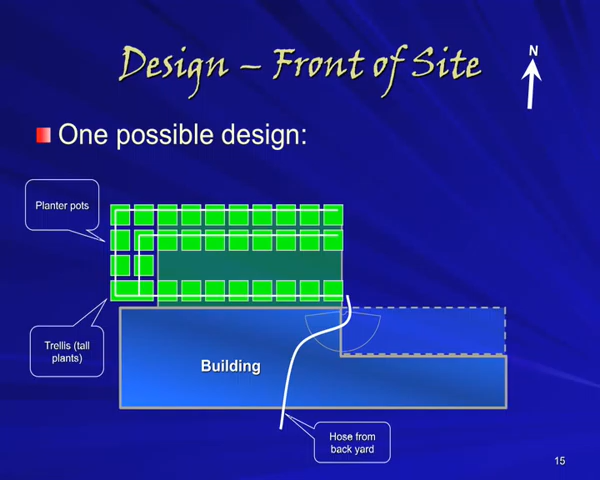 Design – Front of Site
N
One possible design:
Planter pots
Trellis (tall
plants)
Building
Hose from
back yard
15